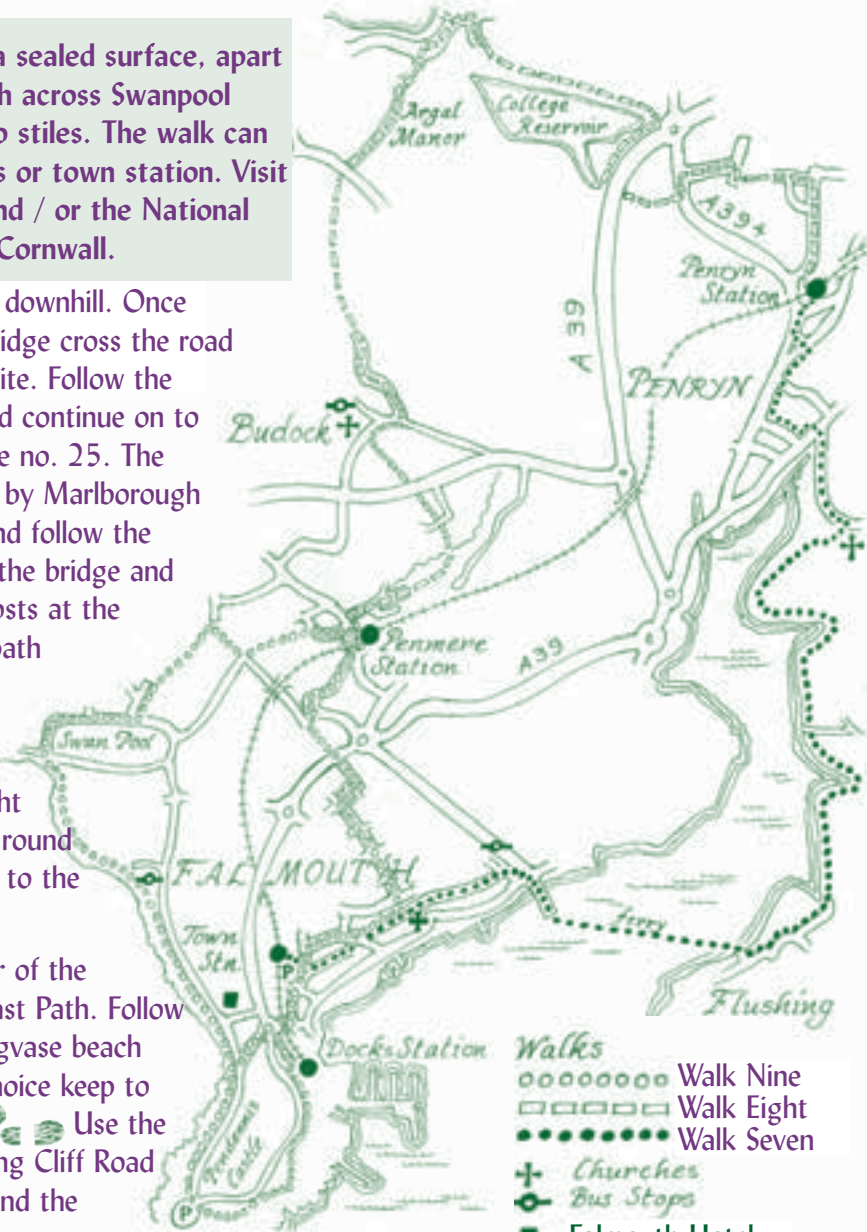 a sealed surface, apart
h across Swanpool
o stiles. The walk can
s or town station. Visit
nd / or the National
Cornwall.
downhill. Once
idge cross the road
ite. Follow the
d continue on to
e no. 25. The
by Marlborough
nd follow the
the bridge and
osts at the
path
ht
round
to the
r of the
ast Path. Follow
gvase beach
hoice keep to
Use the
ng Cliff Road
nd the
Argal
Manor
College
Reservoir
A394
Penryn
Station
A 39
PENRYN
Budock
Penmere
Station
A39
Swan Pool
FALMOUTH
Town
Stn.
P
ferry
Flushing
Docks Station
Pendennis
Castle
P
Walks
Walk Nine
Walk Eight
Walk Seven
Churches
Bus Stops
Falmouth Hotel